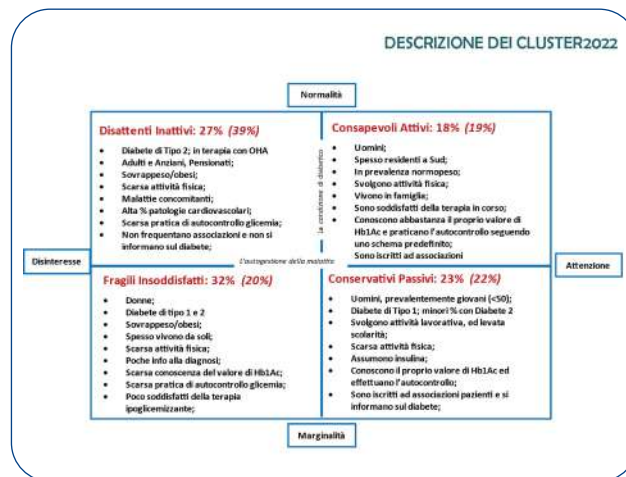 DESCRIZIONE DEI CLUSTER2022
Normalità
Disattenti Inattivi: 27% (39%)
• Diabete di Tipo 2; in terapia con OHA
• Adulti e Anziani, Pensionati;
• Sovrappeso/obesi;
• Scarsa attività fisica;
• Malattie concomitanti;
• Alta % patologie cardiovascolari;
• Scarsa pratica di autocontrollo glicemia;
• Non frequentano associazioni e non si
informano sul diabete;
La condizione di diabetico
Consapevoli Attivi: 18% (19%)
• Uomini;
• Spesso residenti a Sud;
• In prevalenza normopeso;
• Svolgono attività fisica;
• Vivono in famiglia;
• Sono soddisfatti della terapia in corso;
• Conoscono abbastanza il proprio valore di
Hb1Ac e praticano l'autocontrollo seguendo
uno schema predefinito;
Sono iscritti ad associazioni
Disinteresse
L'autogestione della malattia
Attenzione
Fragili Insoddisfatti: 32% (20%)
• Donne;
• Diabete di tipo 1 e 2
• Sovrappeso/obesi;
• Spesso vivono da soli;
• Scarsa attività fisica;
• Poche info alla diagnosi;
• Scarsa conoscenza del valore di Hb1Ac;
• Scarsa pratica di autocontrollo glicemia;
• Poco soddisfatti della terapia
ipoglicemizzante;
Conservativi Passivi: 23% (22%)
• Uomini, prevalentemente giovani (<50);
• Diabete di Tipo 1; minori % con Diabete 2
• Svolgono attività lavorativa, ed levata
scolarità;
• Scarsa attività fisica;
• Assumono insulina;
• Conoscono il proprio valore di Hb1Ac ed
effettuano l'autocontrollo;
• Sono iscritti ad associazioni pazienti e si
informano sul diabete;
Marginalità